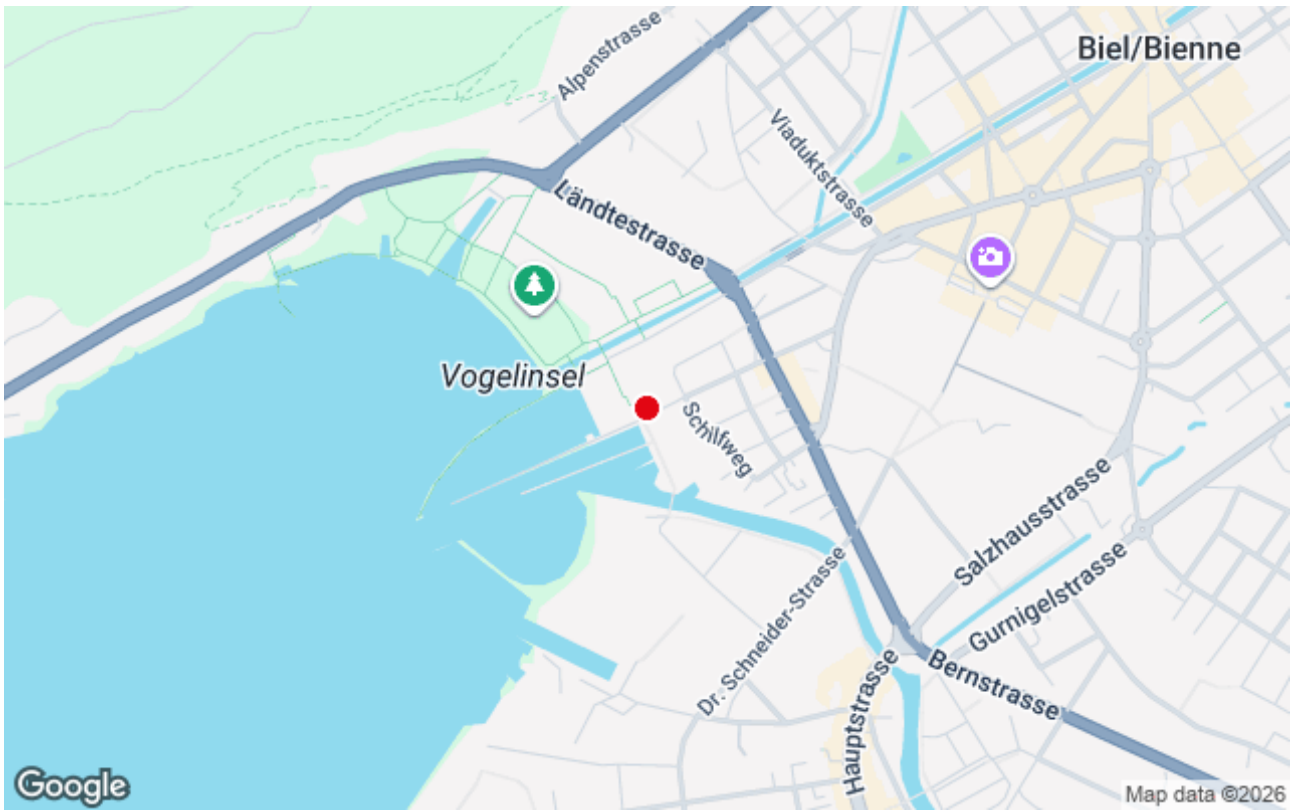 Alpenstrasse
Biel/Bienne
Viaduktstrasse
Ländtestrasse
Vogelinsel
Schilfweg
Salzhausstrasse
Gurnigelstrasse
Dr. Schneider-Strasse
Bernstrasse
Hauptstrasse
Google
Map data ©2026